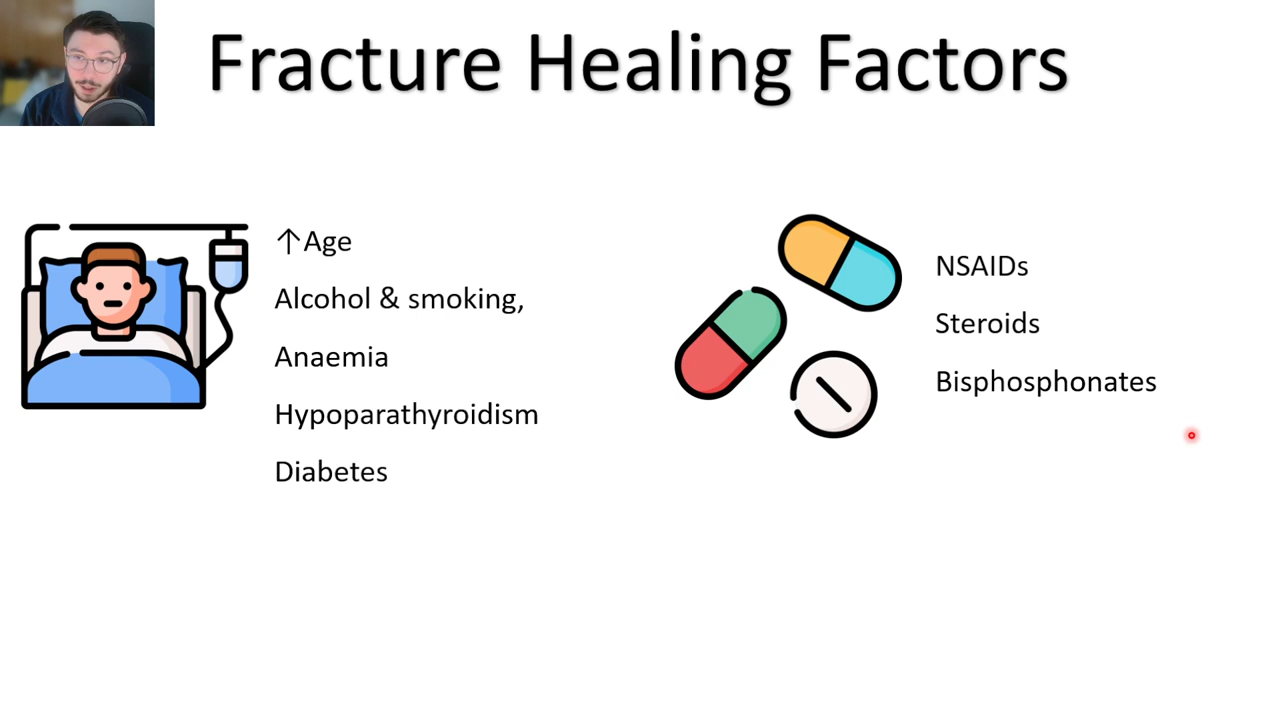 Fracture Healing Factors
↑Age
Alcohol & smoking,
Anaemia
Hypoparathyroidism
Diabetes
NSAIDs
Steroids
Bisphosphonates